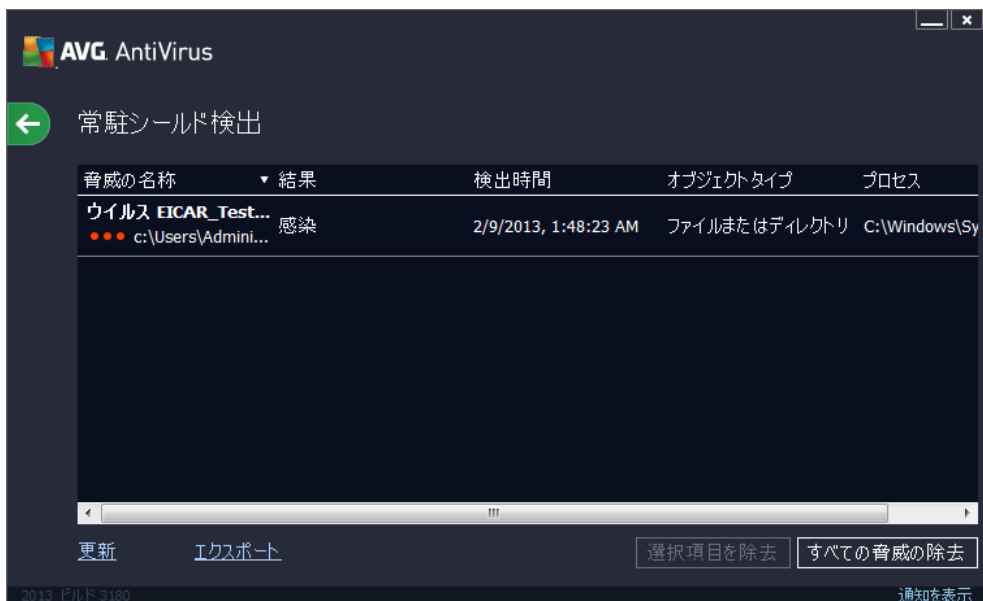 AVG. AntiVirus
常駐シールド検出
脅威の名称 ▼ 結果 検出時間 オブジェクトタイプ プロセス
ウイルス EICAR_Test... 感染 2/9/2013, 1:48:23 AM ファイルまたはディレクトリ C:\Windows\Sy
c:\Users\Admini...
更新 エクスポート 選択項目を除去 すべての脅威の除去
2013 ビルド 3180 通知を表示